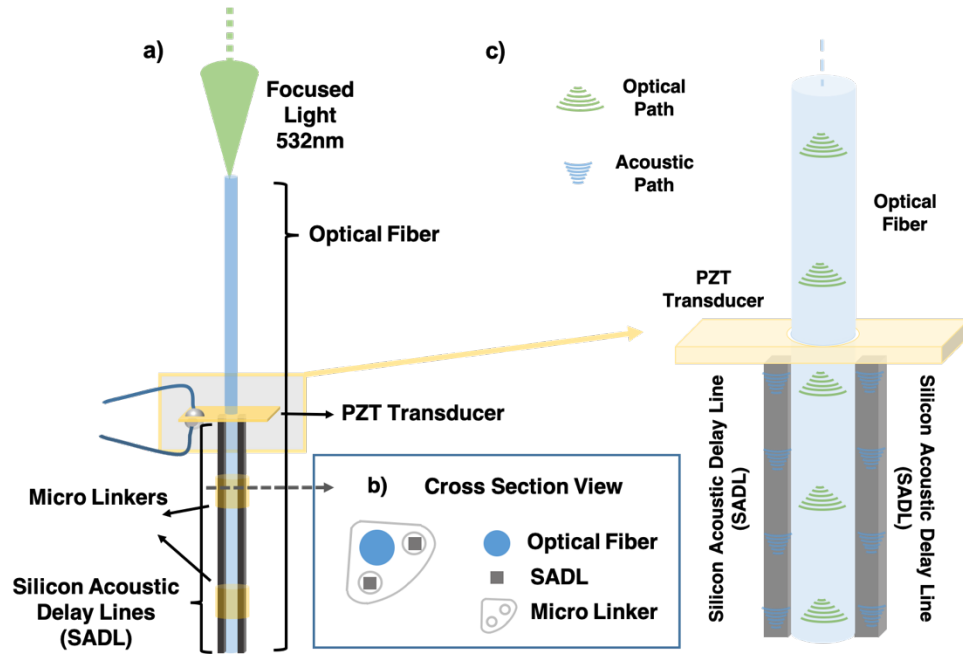 a)
Focused
Light
532nm
Optical Fiber
PZT Transducer
Micro Linkers
Silicon Acoustic
Delay Lines
(SADL)
b)
Cross Section View
Optical Fiber
SADL
Micro Linker
c)
Optical
Path
Acoustic
Path
Optical
Fiber
PZT
Transducer
Silicon Acoustic Delay Line
(SADL)
Silicon Acoustic Delay Line
(SADL)